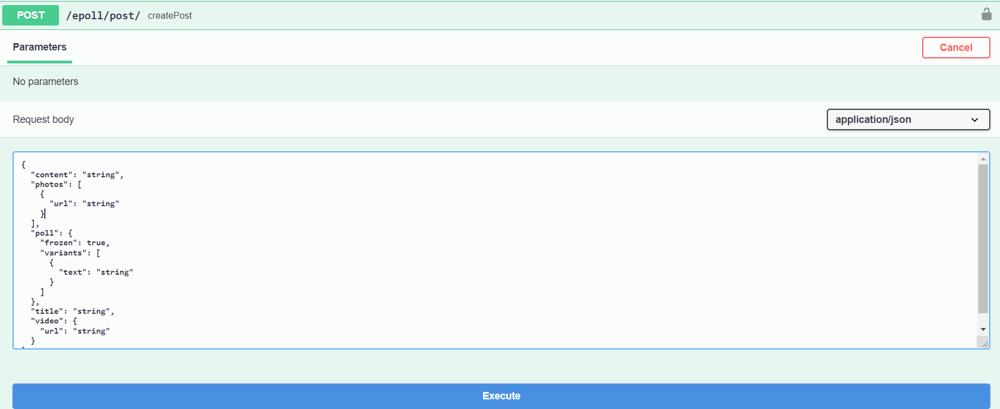 POST /epoll/post/ createPost
Parameters
Cancel
No parameters
Request body
application/json
{
  "content": "string",
  "photos": [
    {
      "url": "string"
    }
  ],
  "poll": {
    "frozen": true,
    "variants": [
      {
        "text": "string"
      }
    ]
  },
  "title": "string",
  "video": {
    "url": "string"
  }
Execute